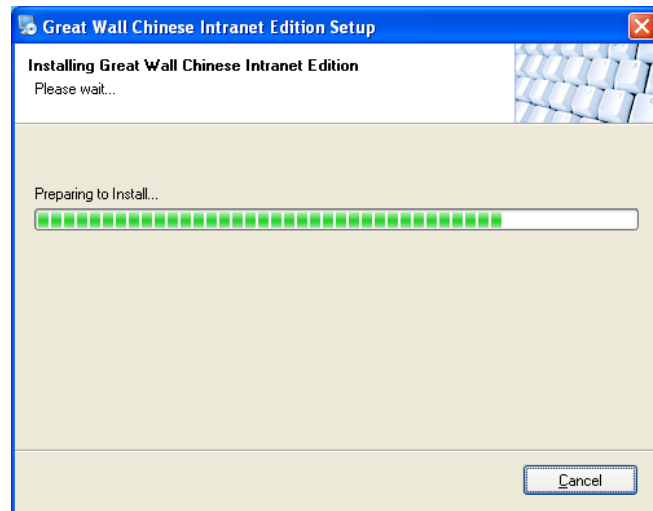 Great Wall Chinese Intranet Edition Setup
Installing Great Wall Chinese Intranet Edition
Please wait...
Preparing to Install...
Cancel